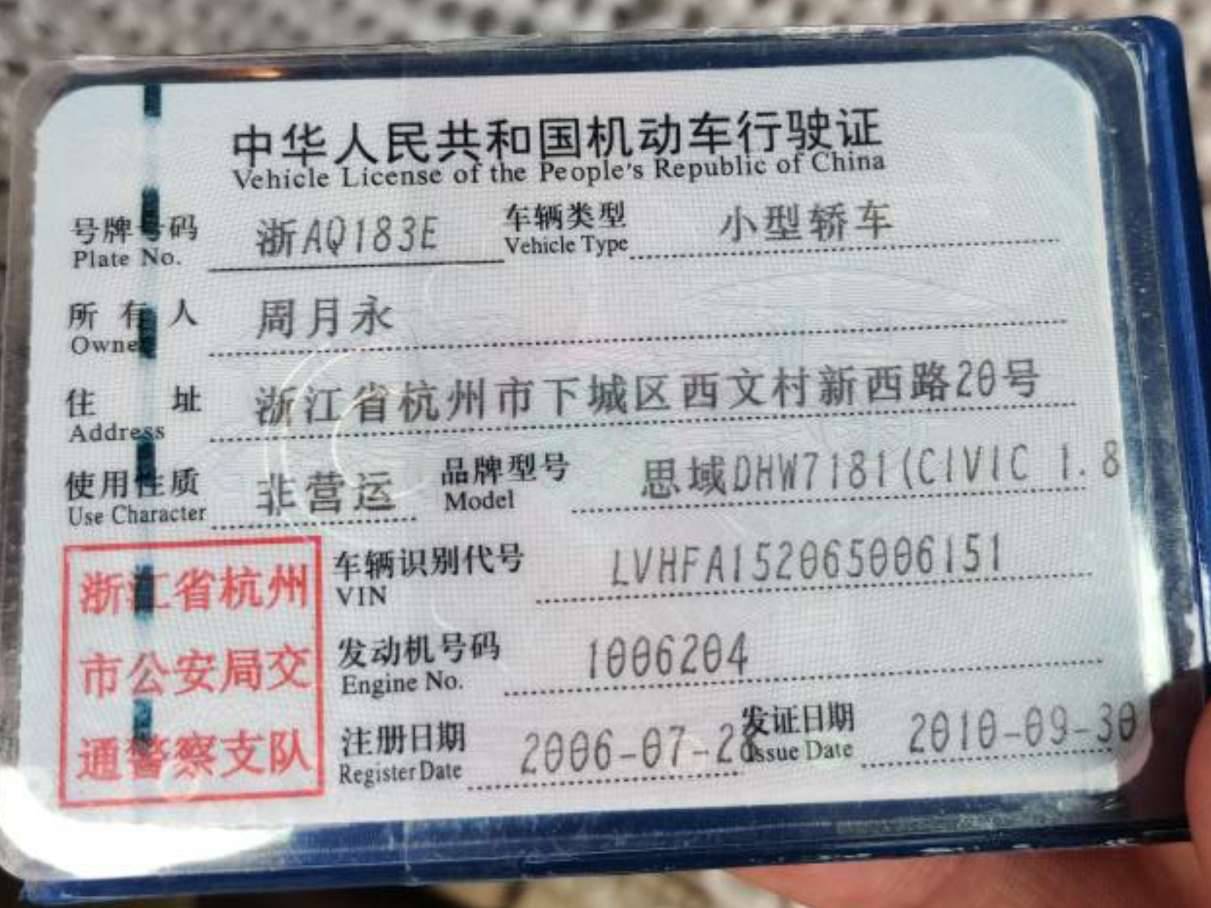 中华人民共和国机动车行驶证
Vehicle License of the People's Republic of China
号牌号码 浙AQ183E 车辆类型 小型轿车
Plate No. Vehicle Type
所有人 周月永
Owner
住址 浙江省杭州市下城区西文村新西路20号
Address
使用性质 非营运 品牌型号 思域DHW7181(CIVIC 1.8
Use Character Model
浙江省杭州
市公安局交
通警察支队
车辆识别代号 LVHFA152065006151
VIN
发动机号码 1006204
Engine No.
注册日期 2006-07-28 发证日期 2010-09-30
Register Date Issue Date